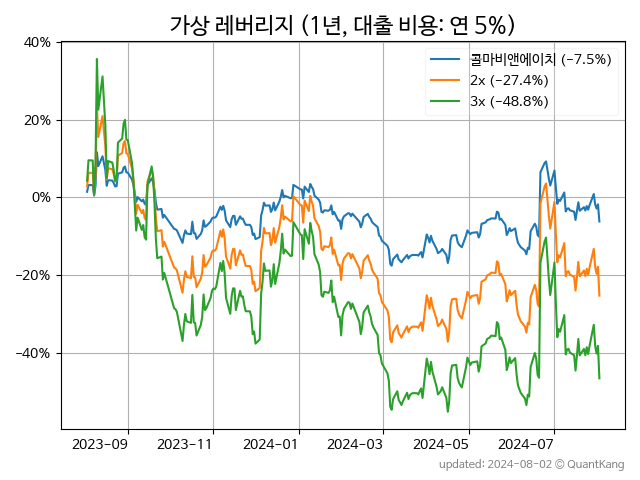 가상 레버리지 (1년, 대출 비용: 연 5%)
콜마비앤에이치 (-7.5%)
2x (-27.4%)
3x (-48.8%)
40%
20%
0%
-20%
-40%
2023-09 2023-11 2024-01 2024-03 2024-05 2024-07
updated: 2024-08-02 © QuantKang